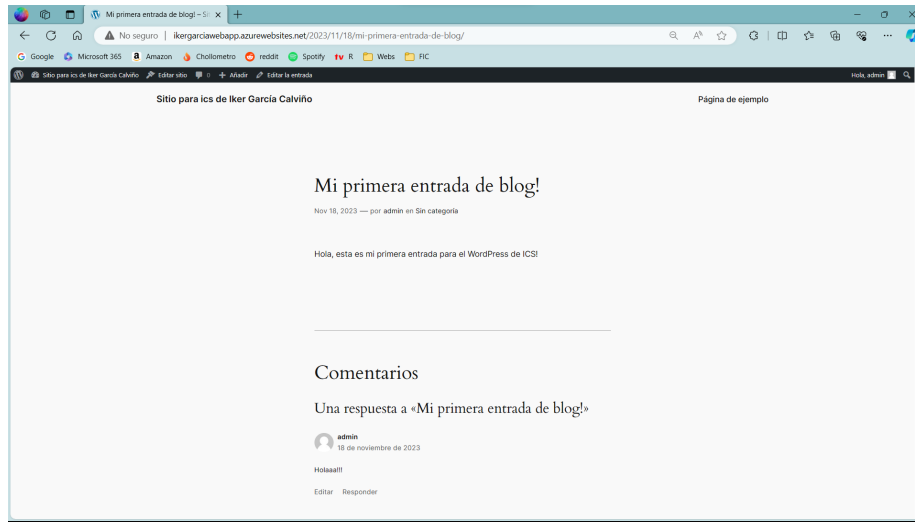 Mi primera entrada de blog! – Si
No seguro | ikergarciawebapp.azurewebsites.net/2023/11/18/mi-primera-entrada-de-blog/
Google Microsoft 365 Amazon Chollometro reddit Spotify tv R Webs FIC
Sitio para ics de Iker García Calviño Editar sitio 0 Añadir Editar la entrada Hola, admin
Sitio para ics de Iker García Calviño Página de ejemplo
Mi primera entrada de blog!
Nov 18, 2023 — por admin en Sin categoría
Hola, esta es mi primera entrada para el WordPress de ICS!
Comentarios
Una respuesta a «Mi primera entrada de blog!»
admin
18 de noviembre de 2023
Holaaa!!!
Editar Responder